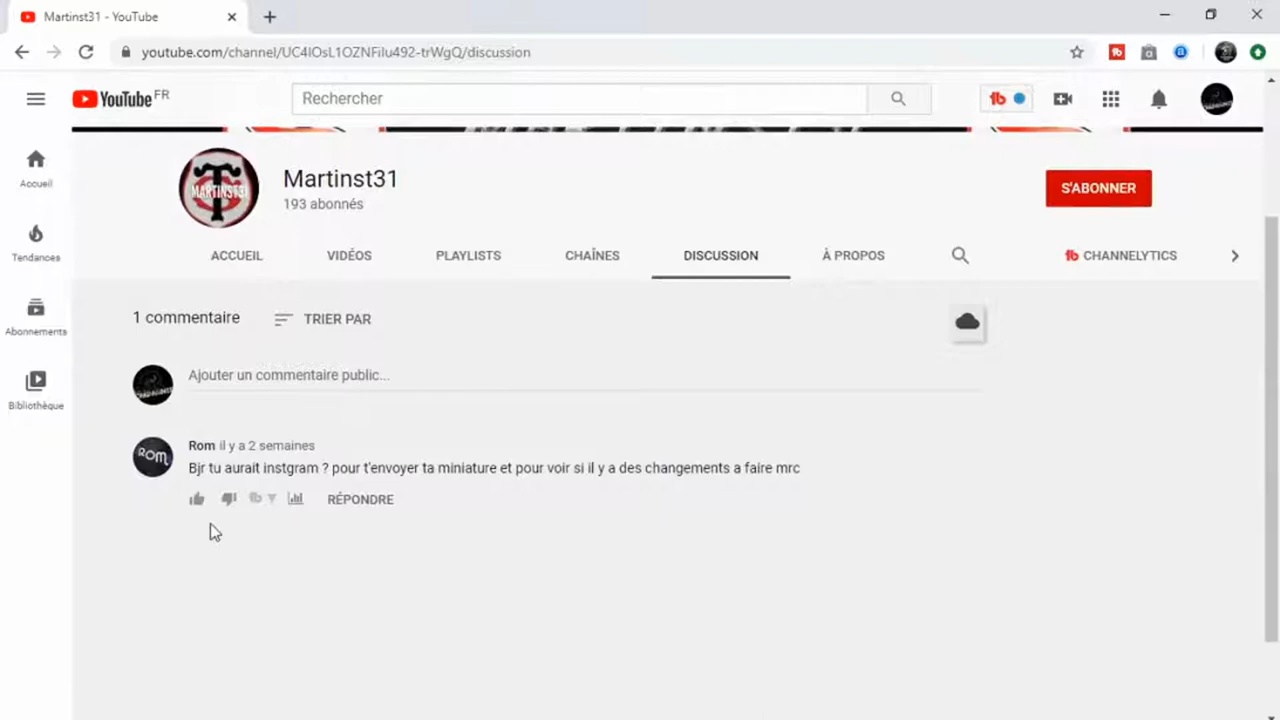 Martinst31 - YouTube
youtube.com/channel/UC4IOsL1OZNFilu492-trWgQ/discussion
YouTube FR
Rechercher
Accueil
Tendances
Abonnements
Bibliothèque
MARTINST31
Martinst31
193 abonnés
S'ABONNER
ACCUEIL VIDÉOS PLAYLISTS CHAÎNES DISCUSSION À PROPOS CHANNELYTICS
1 commentaire TRIER PAR
Ajouter un commentaire public...
ROM
Rom il y a 2 semaines
Bjr tu aurait instgram ? pour t'envoyer ta miniature et pour voir si il y a des changements a faire mrc
RÉPONDRE